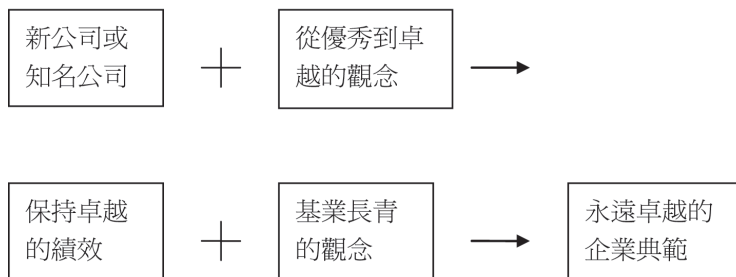 新公司或
知名公司
從優秀到卓
越的觀念
保持卓越
的績效
基業長青
的觀念
永遠卓越的
企業典範